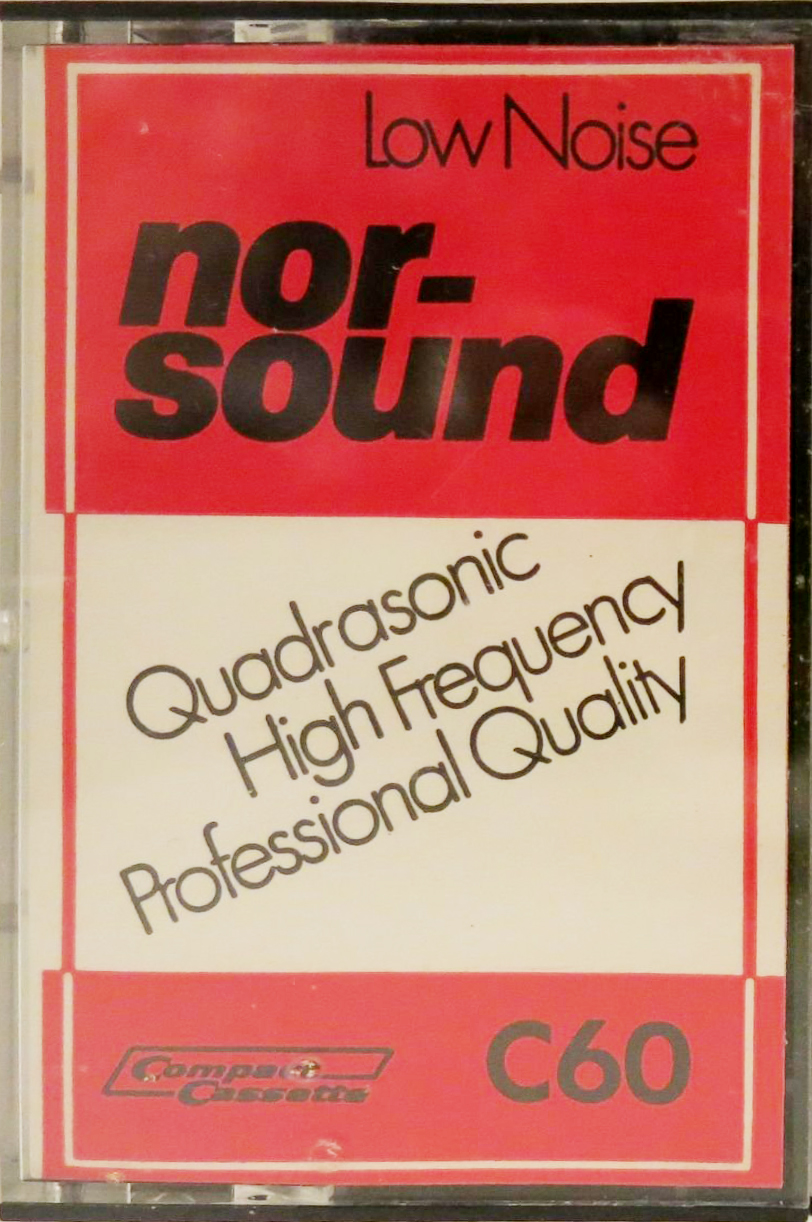 Low Noise
nor-
sound
Quadrasonic
High Frequency
Professional Quality
Compact
Cassette
C60